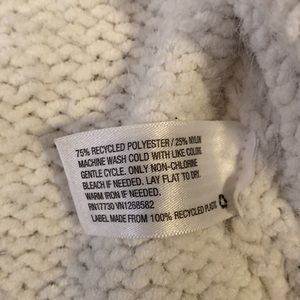 75% RECYCLED POLYESTER / 25% NYLON
MACHINE WASH COLD WITH LIKE COLORS
GENTLE CYCLE. ONLY NON-CHLORINE
BLEACH IF NEEDED. LAY FLAT TO DRY.
WARM IRON IF NEEDED.
RN17730 VN1268582
LABEL MADE FROM 100% RECYCLED PLASTIC